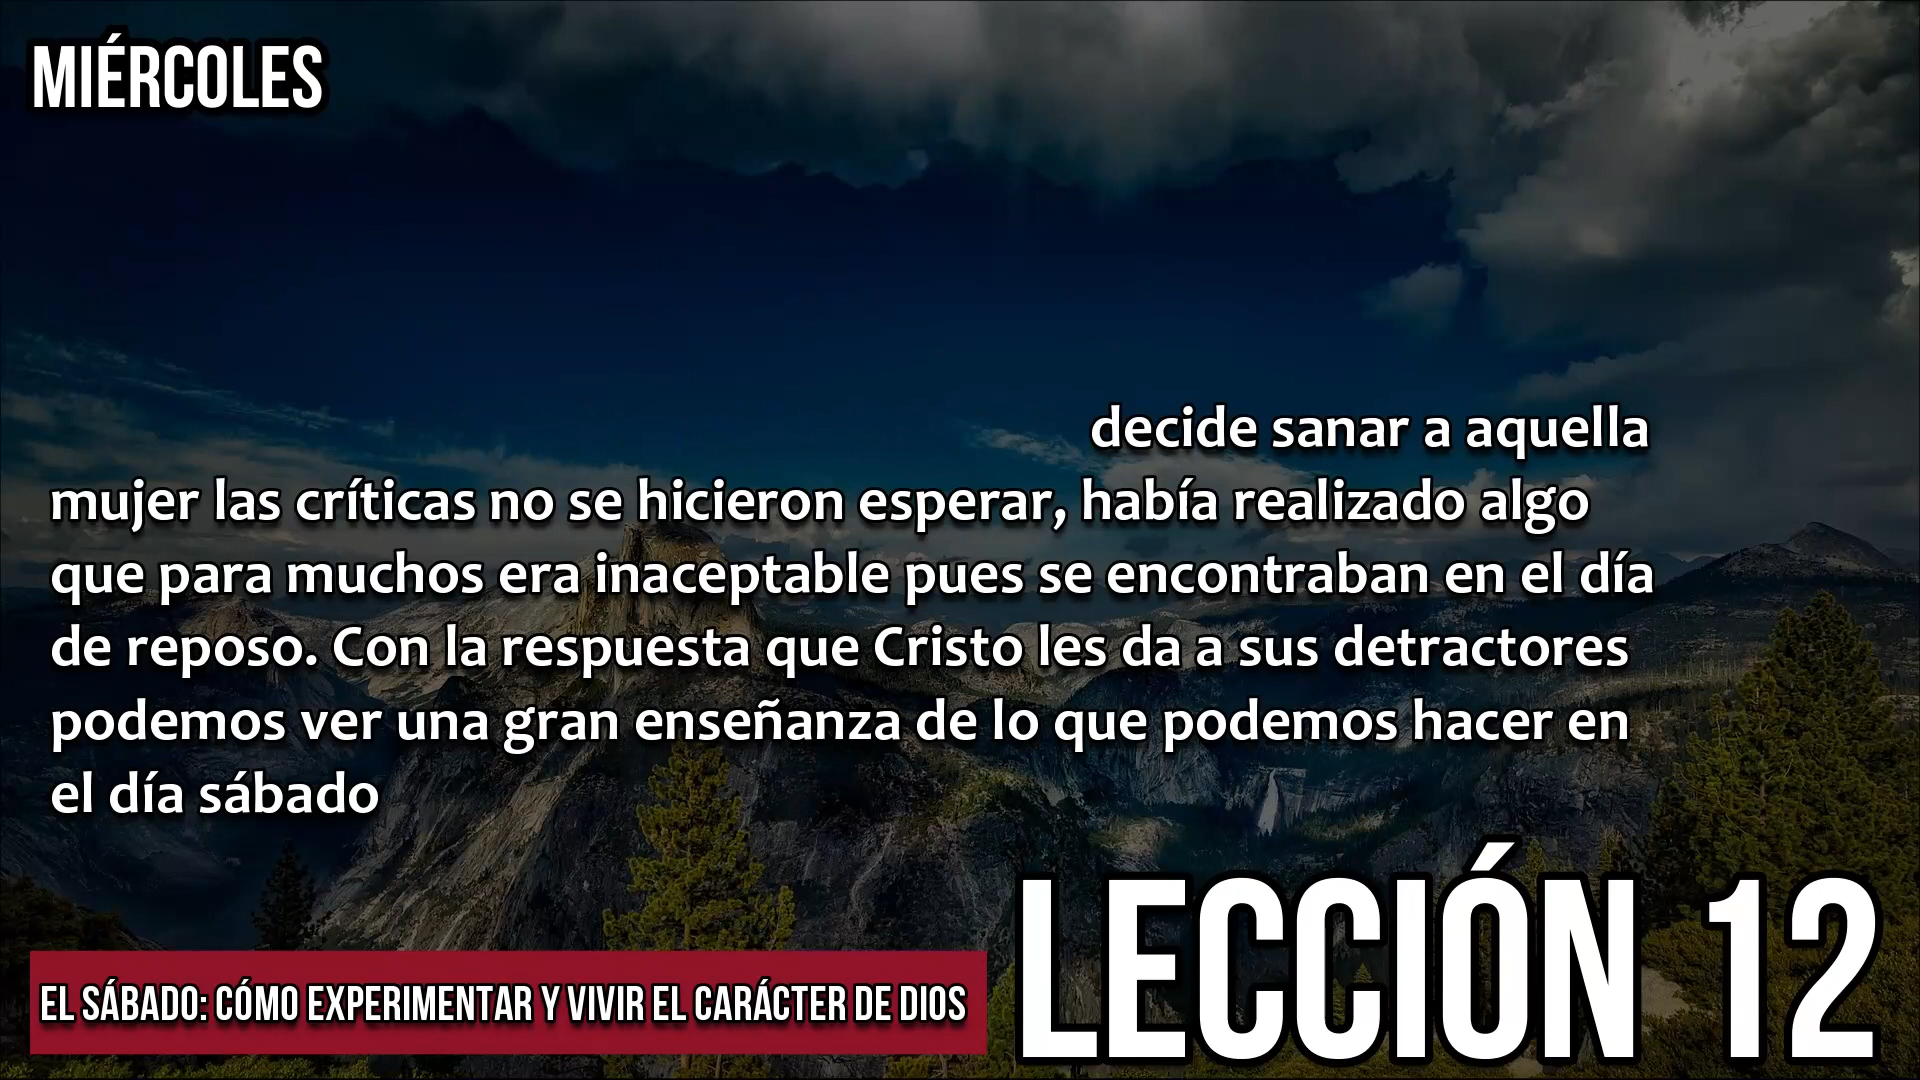 MIÉRCOLES
decide sanar a aquella
mujer las críticas no se hicieron esperar, había realizado algo
que para muchos era inaceptable pues se encontraban en el día
de reposo. Con la respuesta que Cristo les da a sus detractores
podemos ver una gran enseñanza de lo que podemos hacer en
el día sábado
EL SÁBADO: CÓMO EXPERIMENTAR Y VIVIR EL CARÁCTER DE DIOS
LECCIÓN 12